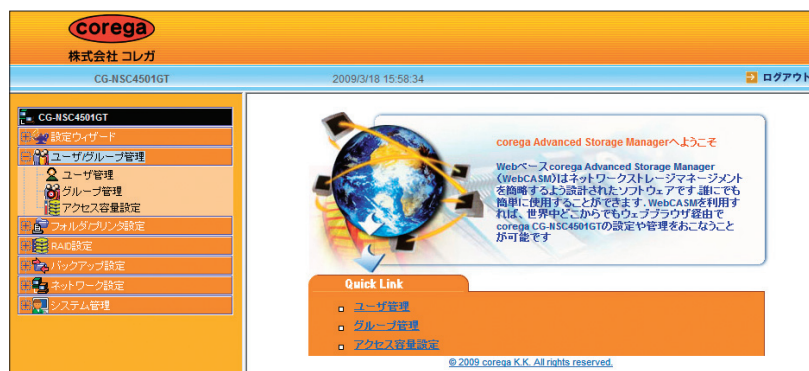 corega
株式会社 コレガ
CG-NSC4501GT
2009/3/18 15:58:34
ログアウト
CG-NSC4501GT
設定ウィザード
ユーザ/グループ管理
ユーザ管理
グループ管理
アクセス容量設定
フォルダ/プリンタ設定
RAID設定
バックアップ設定
ネットワーク設定
システム管理
corega Advanced Storage Managerへようこそ
Webベースcorega Advanced Storage Manager
(WebCASM)はネットワークストレージマネージメント
を簡略するよう設計されたソフトウェアです 誰にでも
簡単に使用することができます. WebCASMを利用す
れば、世界中どこからでもウェブブラウザ経由で
corega CG-NSC4501GTの設定や管理をおこなうこと
が可能です
Quick Link
ユーザ管理
グループ管理
アクセス容量設定
© 2009 corega K.K. All rights reserved.